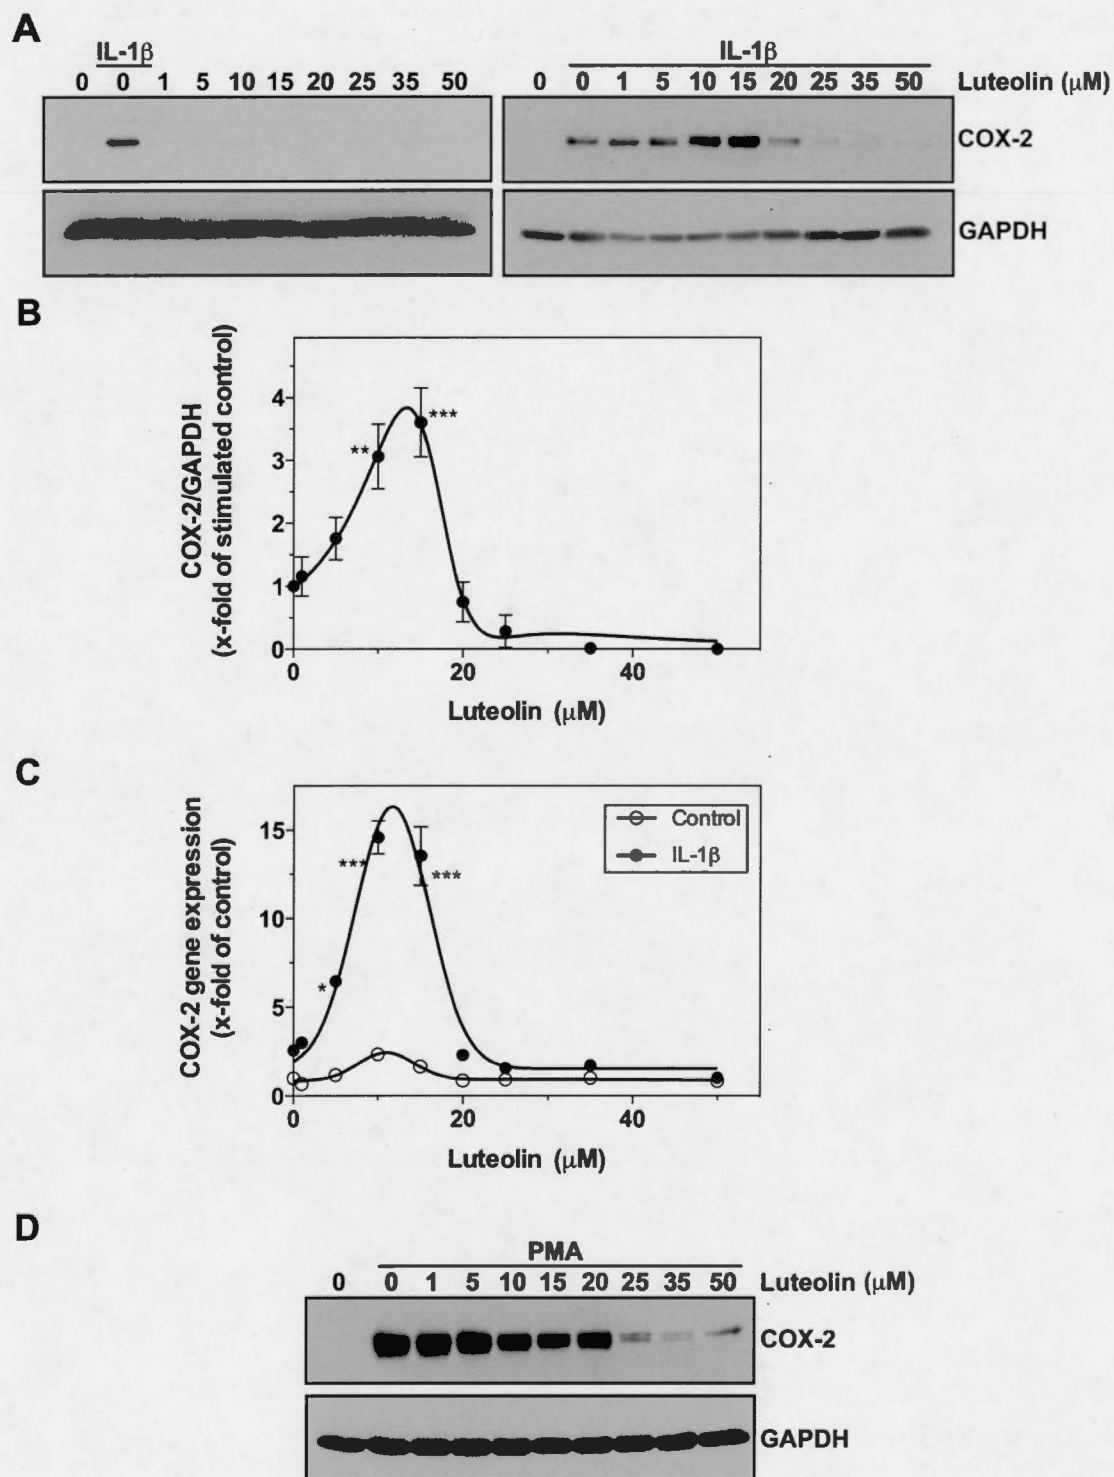 A
IL-1β
0 0 1 5 10 15 20 25 35 50
IL-1β
0 0 1 5 10 15 20 25 35 50 Luteolin (μM)
COX-2
GAPDH
B
COX-2/GAPDH
(x-fold of stimulated control)
4
3
2
1
0
**
***
0 20 40
Luteolin (μM)
C
COX-2 gene expression
(x-fold of control)
15
10
5
0
*
***
***
Control
IL-1β
0 20 40
Luteolin (μM)
D
PMA
0 0 1 5 10 15 20 25 35 50 Luteolin (μM)
COX-2
GAPDH